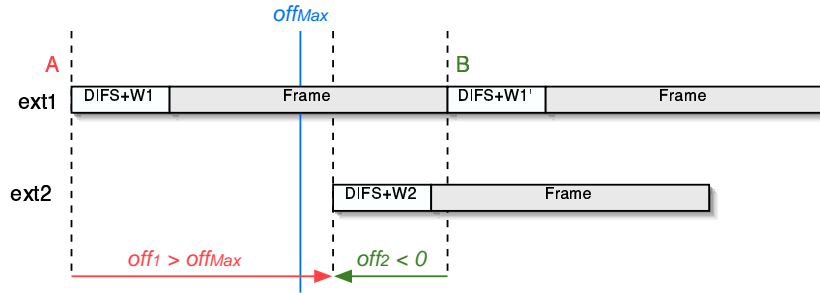 offMax
A
B
ext1 DIFS+W1 Frame DIFS+W1' Frame
ext2 DIFS+W2 Frame
off1 > offMax off2 < 0